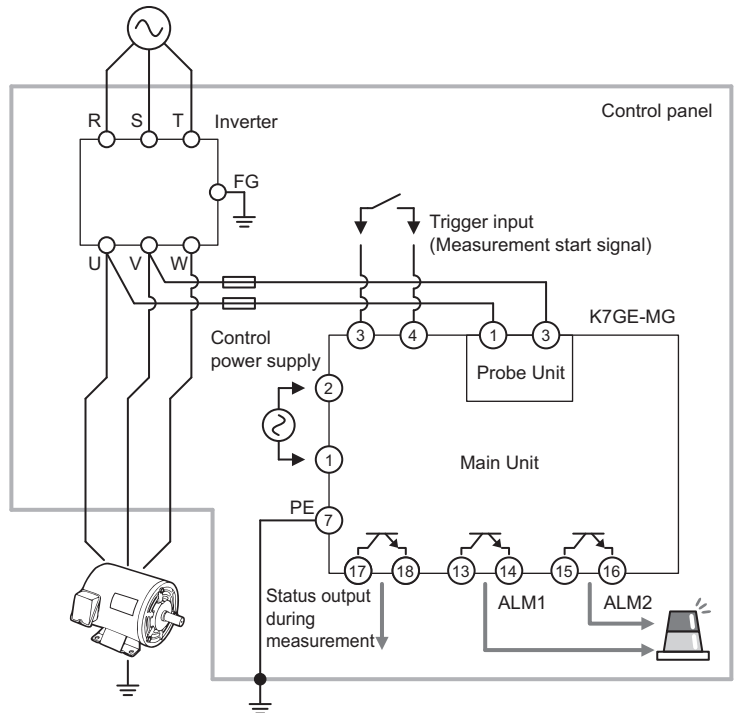 Control panel
R S T Inverter
FG
U V W
Trigger input
(Measurement start signal)
K7GE-MG
3 4 1 3
Probe Unit
Control
power supply
2
1
Main Unit
PE
7
17 18 13 14 15 16
Status output
during
measurement
ALM1 ALM2